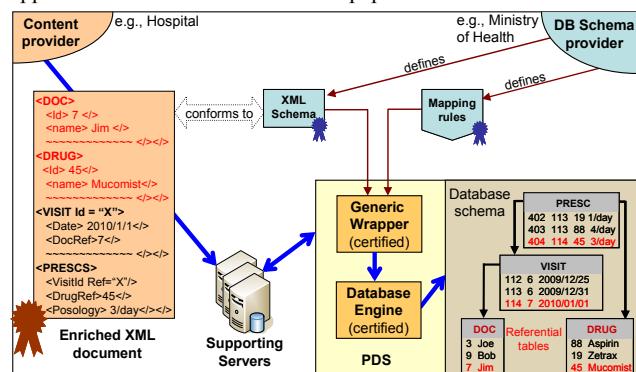 Content
provider
e.g., Hospital
e.g., Ministry
of Health
DB Schema
provider
defines
defines
<DOC>
<Id> 7 </>
<name> Jim </>
~~~~~~~~~~~~~ </></>
<DRUG>
<Id> 45</>
<name> Mucomist</>
~~~~~~~~~~~~~ </></>
<VISIT Id = “X”>
<Date> 2010/1/1</>
<DocRef>7</>
~~~~~~~~~~~~~ </></>
<PRESCS>
<VisitId Ref=“X”/>
<DrugRef>45</>
<Posology> 3/day</></>
Enriched XML
document
conforms to
XML
Schema
Mapping
rules
Supporting
Servers
Generic
Wrapper
(certified)
Database
Engine
(certified)
PDS
Database
schema
PRESC
402 113 19 1/day
403 113 88 4/day
404 114 45 3/day
VISIT
112 6 2009/12/25
113 6 2009/12/31
114 7 2010/01/01
DOC
3 Joe
9 Bob
7 Jim
Referential
tables
DRUG
88 Aspirin
19 Zetrax
45 Mucomist